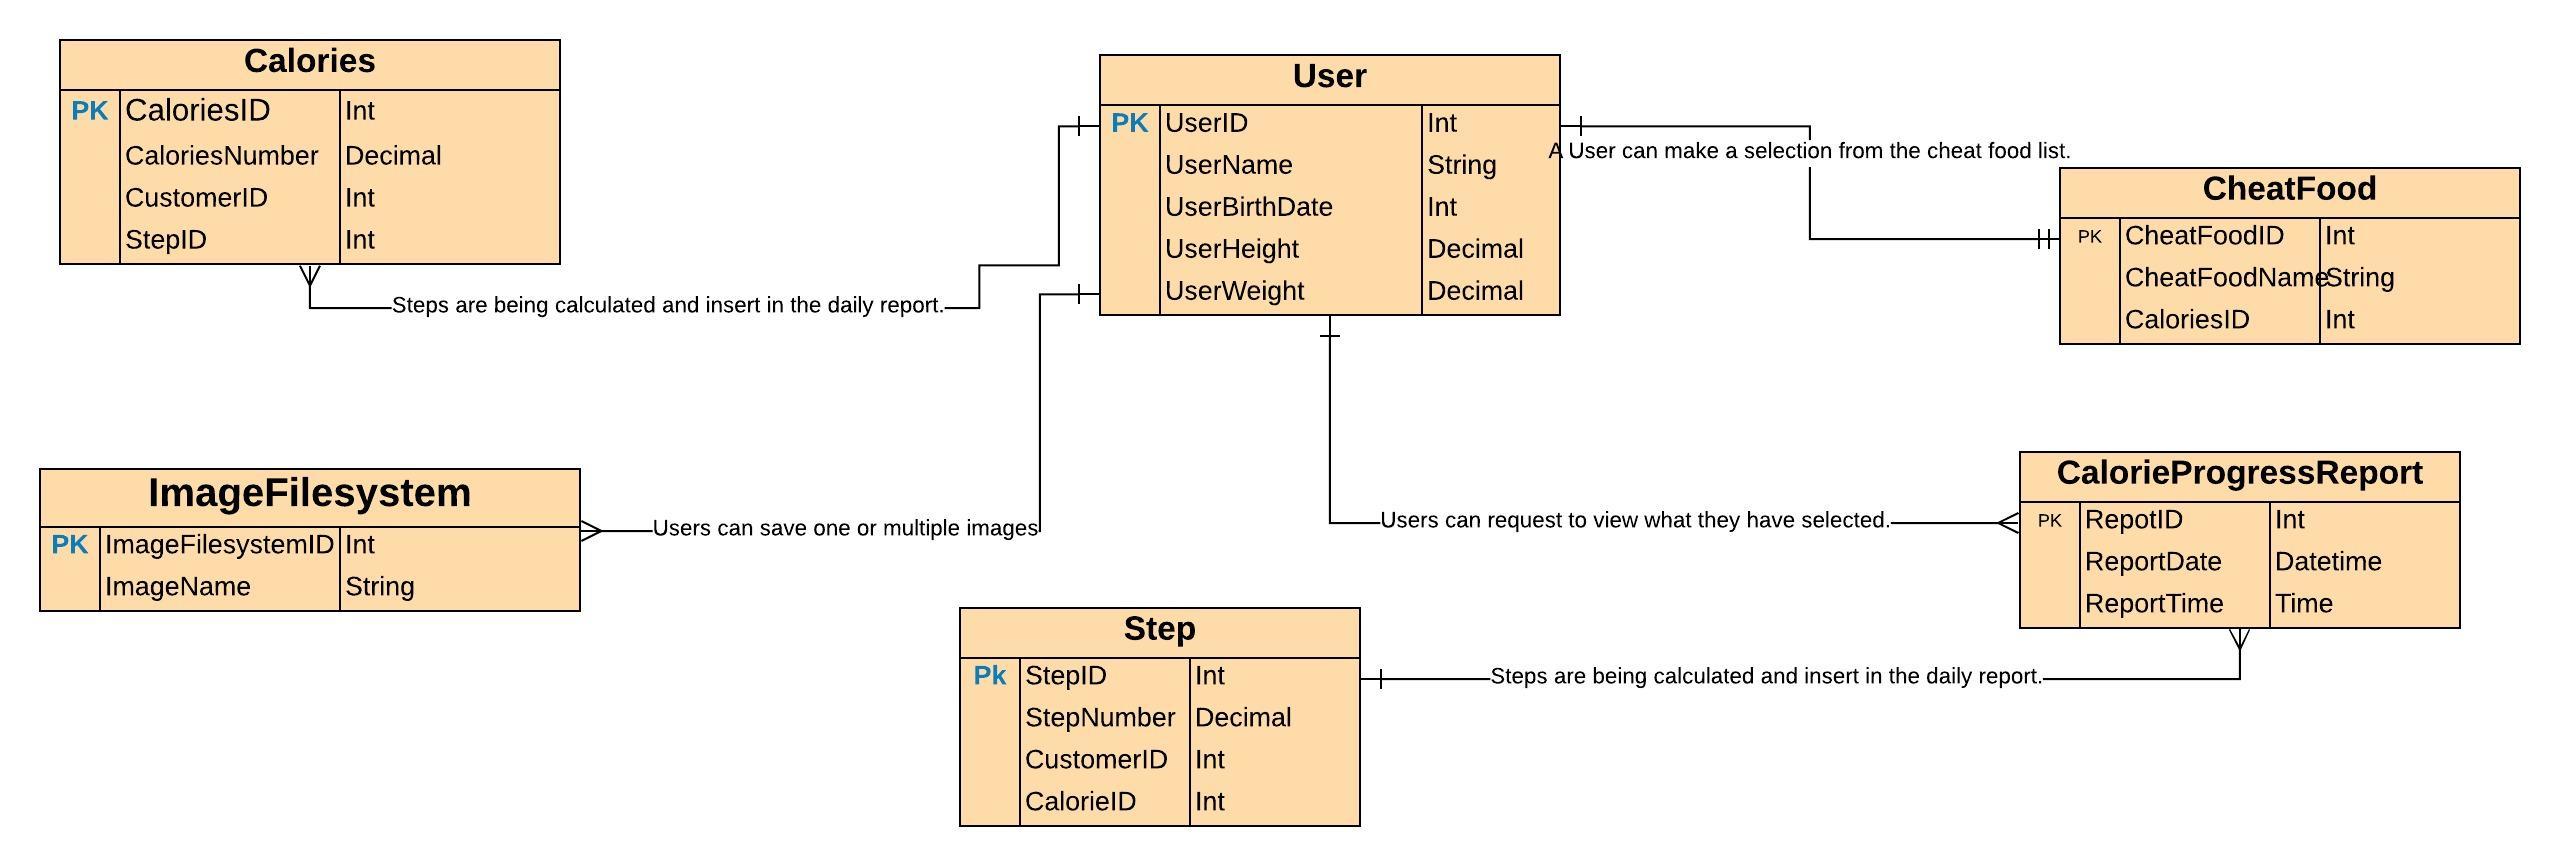 Calories
PK CaloriesID Int
CaloriesNumber Decimal
CustomerID Int
StepID Int
User
PK UserID Int
UserName String
UserBirthDate Int
UserHeight Decimal
UserWeight Decimal
A User can make a selection from the cheat food list.
CheatFood
PK CheatFoodID Int
CheatFoodName String
CaloriesID Int
Steps are being calculated and insert in the daily report.
ImageFilesystem
PK ImageFilesystemID Int
ImageName String
Users can save one or multiple images
Users can request to view what they have selected.
CalorieProgressReport
PK RepotID Int
ReportDate Datetime
ReportTime Time
Step
Pk StepID Int
StepNumber Decimal
CustomerID Int
CalorieID Int
Steps are being calculated and insert in the daily report.